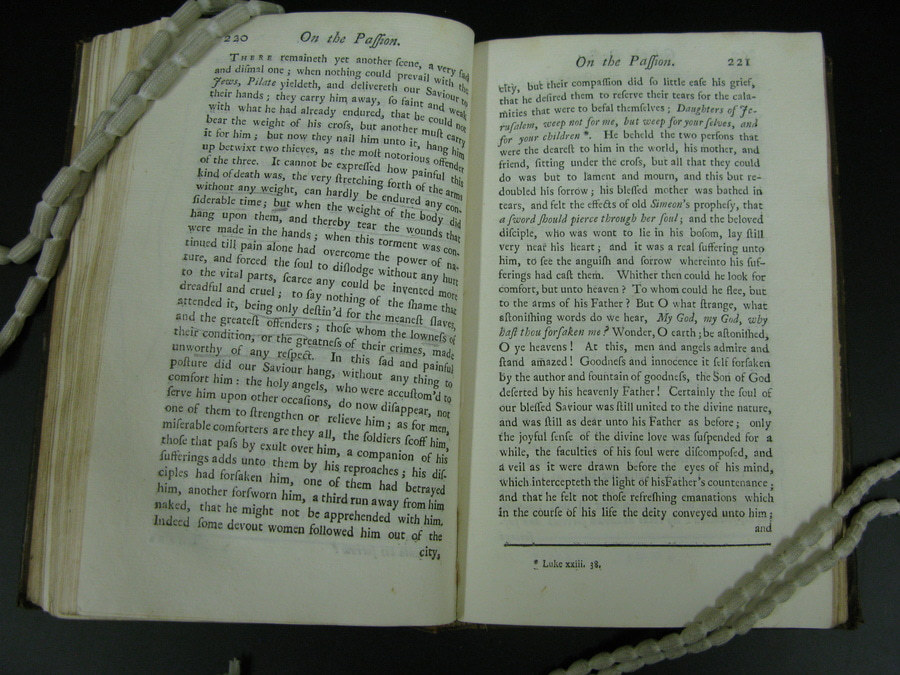 220 On the Paſſion.
THERE remaineth yet another ſcene, a very ſad
and diſmal one; when nothing could prevail with the
Jews, Pilate yieldeth, and delivereth our Saviour to
their hands; they carry him away, ſo faint and weak
with what he had already endured, that he could not
bear the weight of his croſs, but another muſt carry
it for him; but now they nail him unto it, hang him
up betwixt two thieves, as the moſt notorious offender
of the three. It cannot be expreſſed how painful this
kind of death was, the very ſtretching forth of the arms
without any weight, can hardly be endured any con-
ſiderable time; but when the weight of the body did
hang upon them, and thereby tear the wounds that
were made in the hands; when this torment was con-
tinued till pain alone had overcome the power of na-
ture, and forced the ſoul to diſlodge without any hurt
to the vital parts, ſcarce any could be invented more
dreadful and cruel; to ſay nothing of the ſhame that
attended it, being only deſtin'd for the meaneſt ſlaves,
and the greateſt offenders; thoſe whom the lowneſs of
their condition, or the greatneſs of their crimes, made
unworthy of any reſpect. In this ſad and painful
poſture did our Saviour hang, without any thing to
comfort him: the holy angels, who were accuſtom'd to
ſerve him upon other occaſions, do now diſappear, not
one of them to ſtrengthen or relieve him; as for men,
miſerable comforters are they all, the ſoldiers ſcoff him,
thoſe that paſs by exult over him, a companion of his
ſufferings adds unto them by his reproaches; his diſ-
ciples had forſaken him, one of them had betrayed
him, another forſworn him, a third run away from him
naked, that he might not be apprehended with him.
Indeed ſome devout women followed him out of the
city,
On the Paſſion. 221
city, but their compaſſion did ſo little eaſe his grief,
that he deſired them to reſerve their tears for the cala-
mities that were to befal themſelves; Daughters of Je-
ruſalem, weep not for me, but weep for your ſelves, and
for your children *. He beheld the two perſons that
were the deareſt to him in the world, his mother, and
friend, ſitting under the croſs, but all that they could
do was but to lament and mourn, and this but re-
doubled his ſorrow; his bleſſed mother was bathed in
tears, and felt the effects of old Simeon's propheſy, that
a ſword ſhould pierce through her ſoul; and the beloved
diſciple, who was wont to lie in his boſom, lay ſtill
very near his heart; and it was a real ſuffering unto
him, to ſee the anguiſh and ſorrow whereinto his ſuf-
ferings had caſt them. Whither then could he look for
comfort, but unto heaven? To whom could he flee, but
to the arms of his Father? But O what ſtrange, what
aſtoniſhing words do we hear, My God, my God, why
haſt thou forſaken me? Wonder, O earth; be aſtoniſhed,
O ye heavens! At this, men and angels admire and
ſtand amazed! Goodneſs and innocence it ſelf forſaken
by the author and fountain of goodneſs, the Son of God
deſerted by his heavenly Father! Certainly the ſoul of
our bleſſed Saviour was ſtill united to the divine nature,
and was ſtill as dear unto his Father as before; only
the joyful ſenſe of the divine love was ſuſpended for a
while, the faculties of his ſoul were diſcompoſed, and
a veil as it were drawn before the eyes of his mind,
which intercepteth the light of hisFather's countenance;
and that he felt not thoſe refreſhing emanations which
in the courſe of his life the deity conveyed unto him;
and
* Luke xxiii. 38.